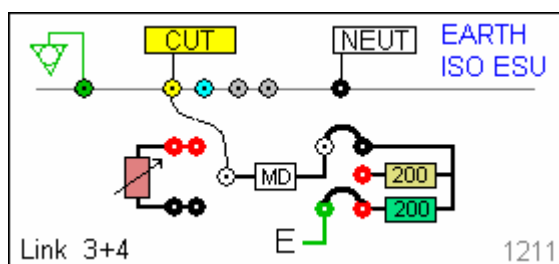 CUT
NEUT
EARTH
ISO ESU
MD
200
200
E
Link 3+4
1211